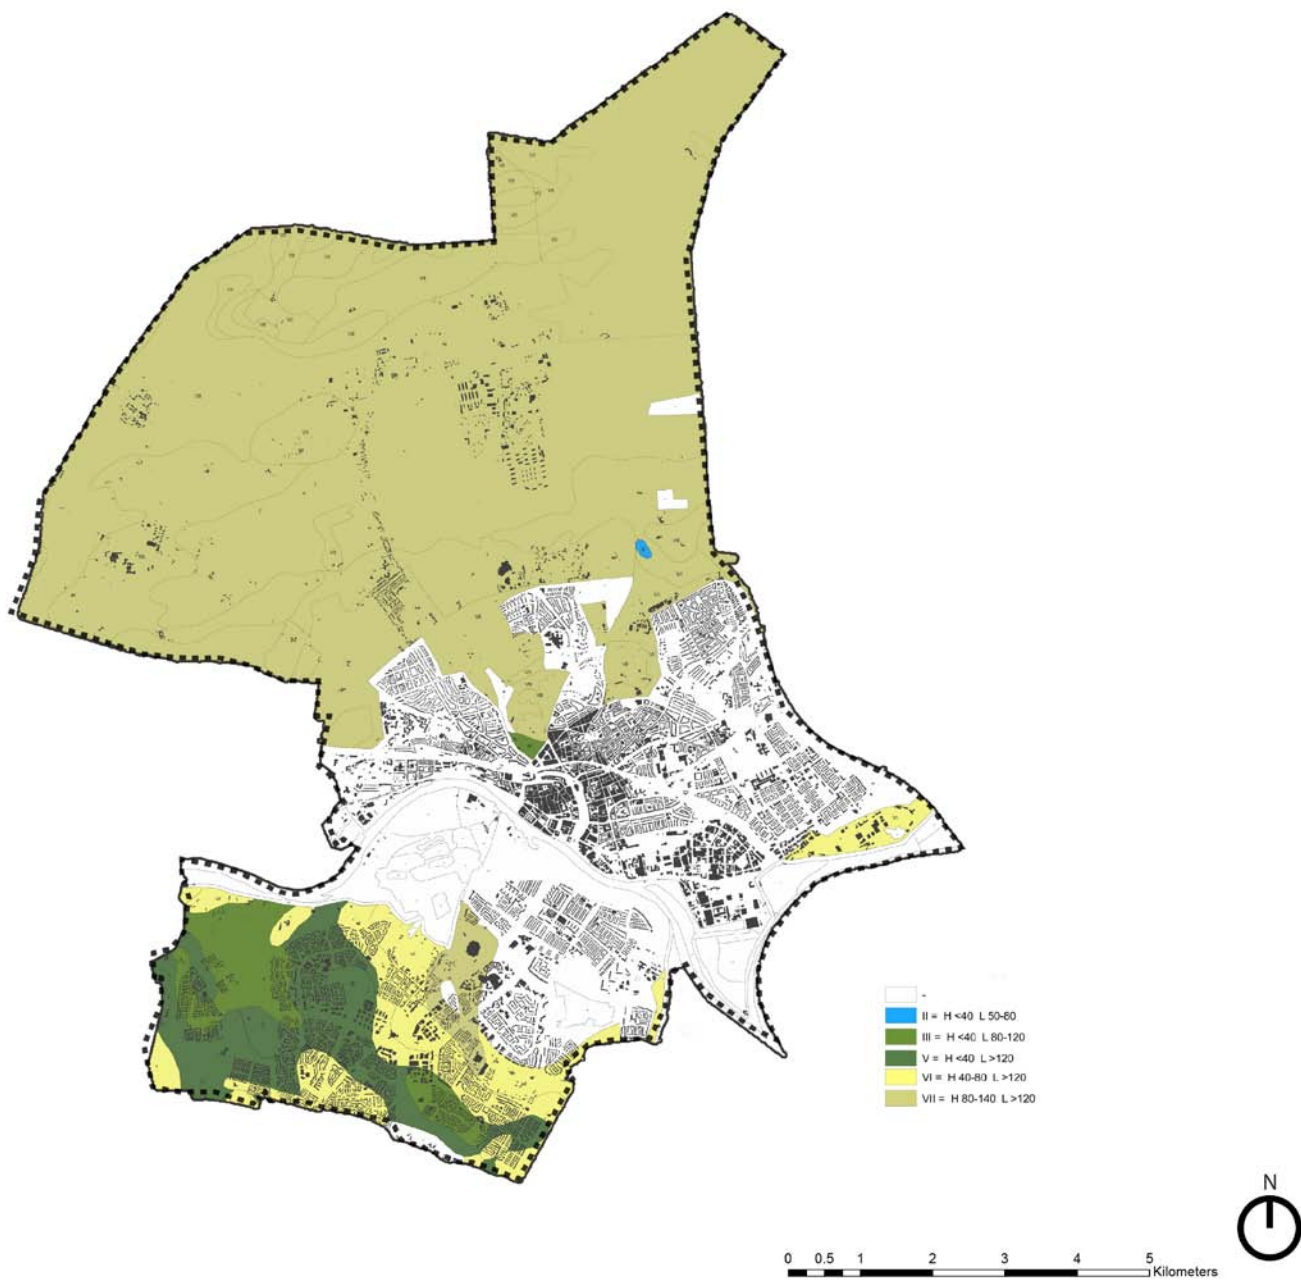 -
II = H <40 L 50-80
III = H <40 L 80-120
V = H <40 L >120
VI = H 40-80 L >120
VII = H 80-140 L >120
N
0 0.5 1 2 3 4 5
Kilometers